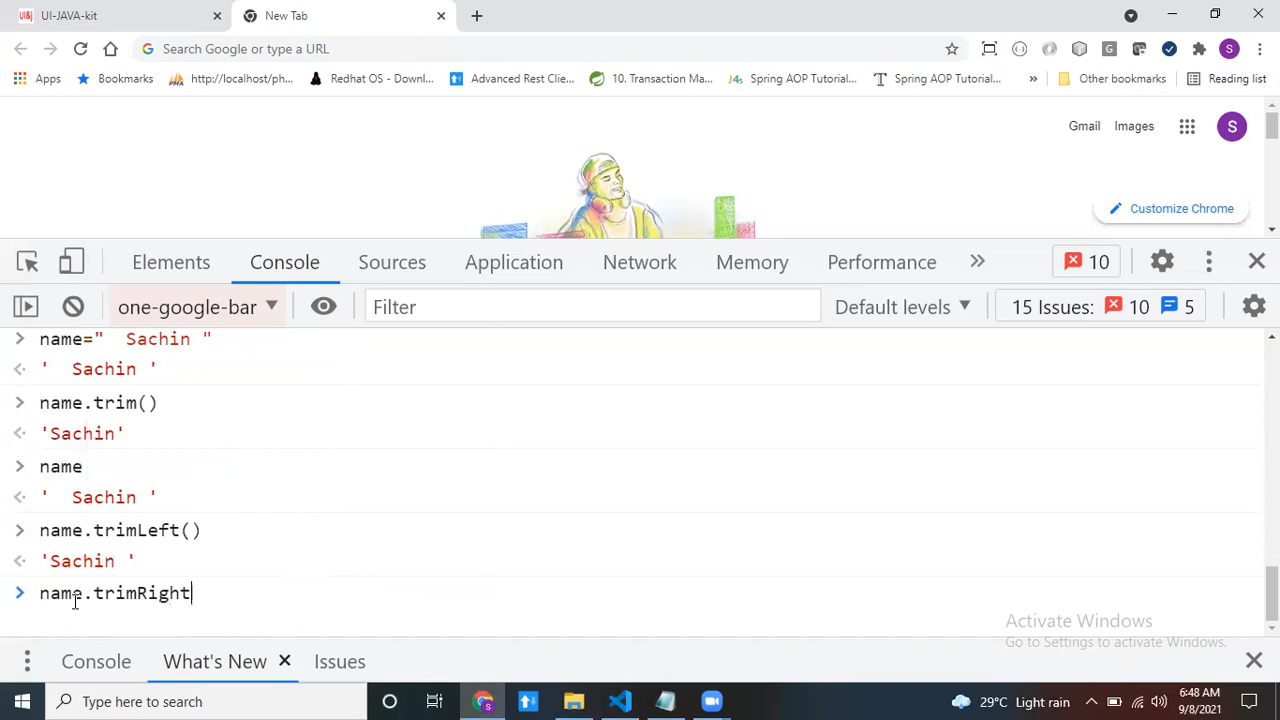 UI&J UI-JAVA-kit
New Tab
Search Google or type a URL
G
S
Apps
Bookmarks
http://localhost/ph...
Redhat OS - Downl...
Advanced Rest Clie...
10. Transaction Ma...
J4s Spring AOP Tutorial...
T Spring AOP Tutorial...
»
Other bookmarks
Reading list
Gmail Images S
Customize Chrome
Elements Console Sources Application Network Memory Performance » 10
one-google-bar Filter Default levels 15 Issues: 10 5
> name="  Sachin "
'  Sachin '
> name.trim()
'Sachin'
> name
'  Sachin '
> name.trimLeft()
'Sachin '
> name.trimRight
Activate Windows
Go to Settings to activate Windows.
Console What's New Issues
Type here to search
29°C Light rain
6:48 AM
9/8/2021